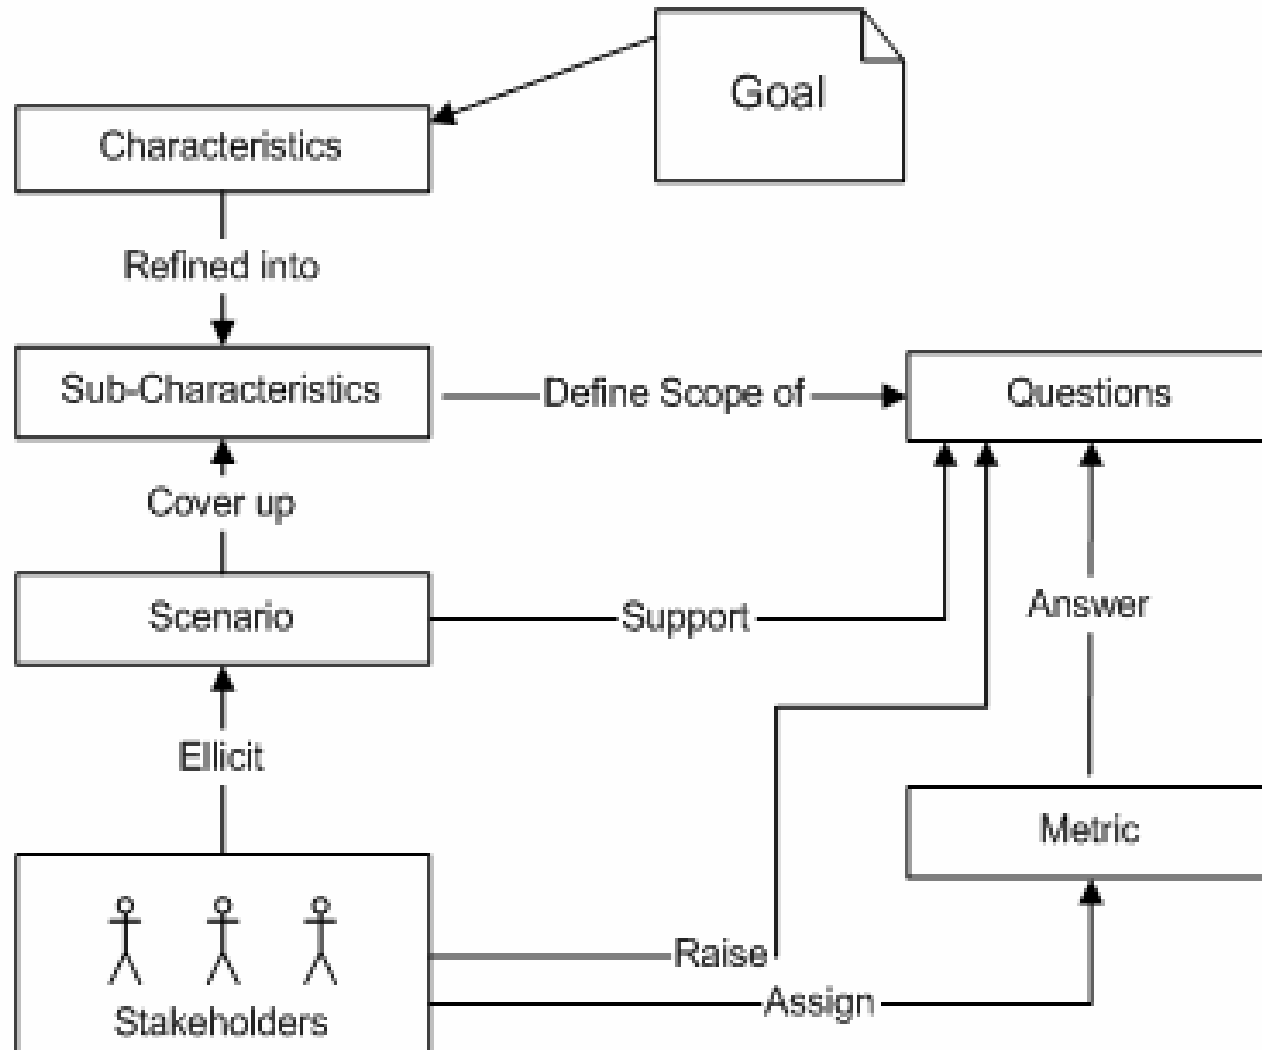 Goal
Characteristics
Refined into
Sub-Characteristics
Define Scope of
Questions
Cover up
Scenario
Support
Answer
Ellicit
Metric
Raise
Assign
Stakeholders